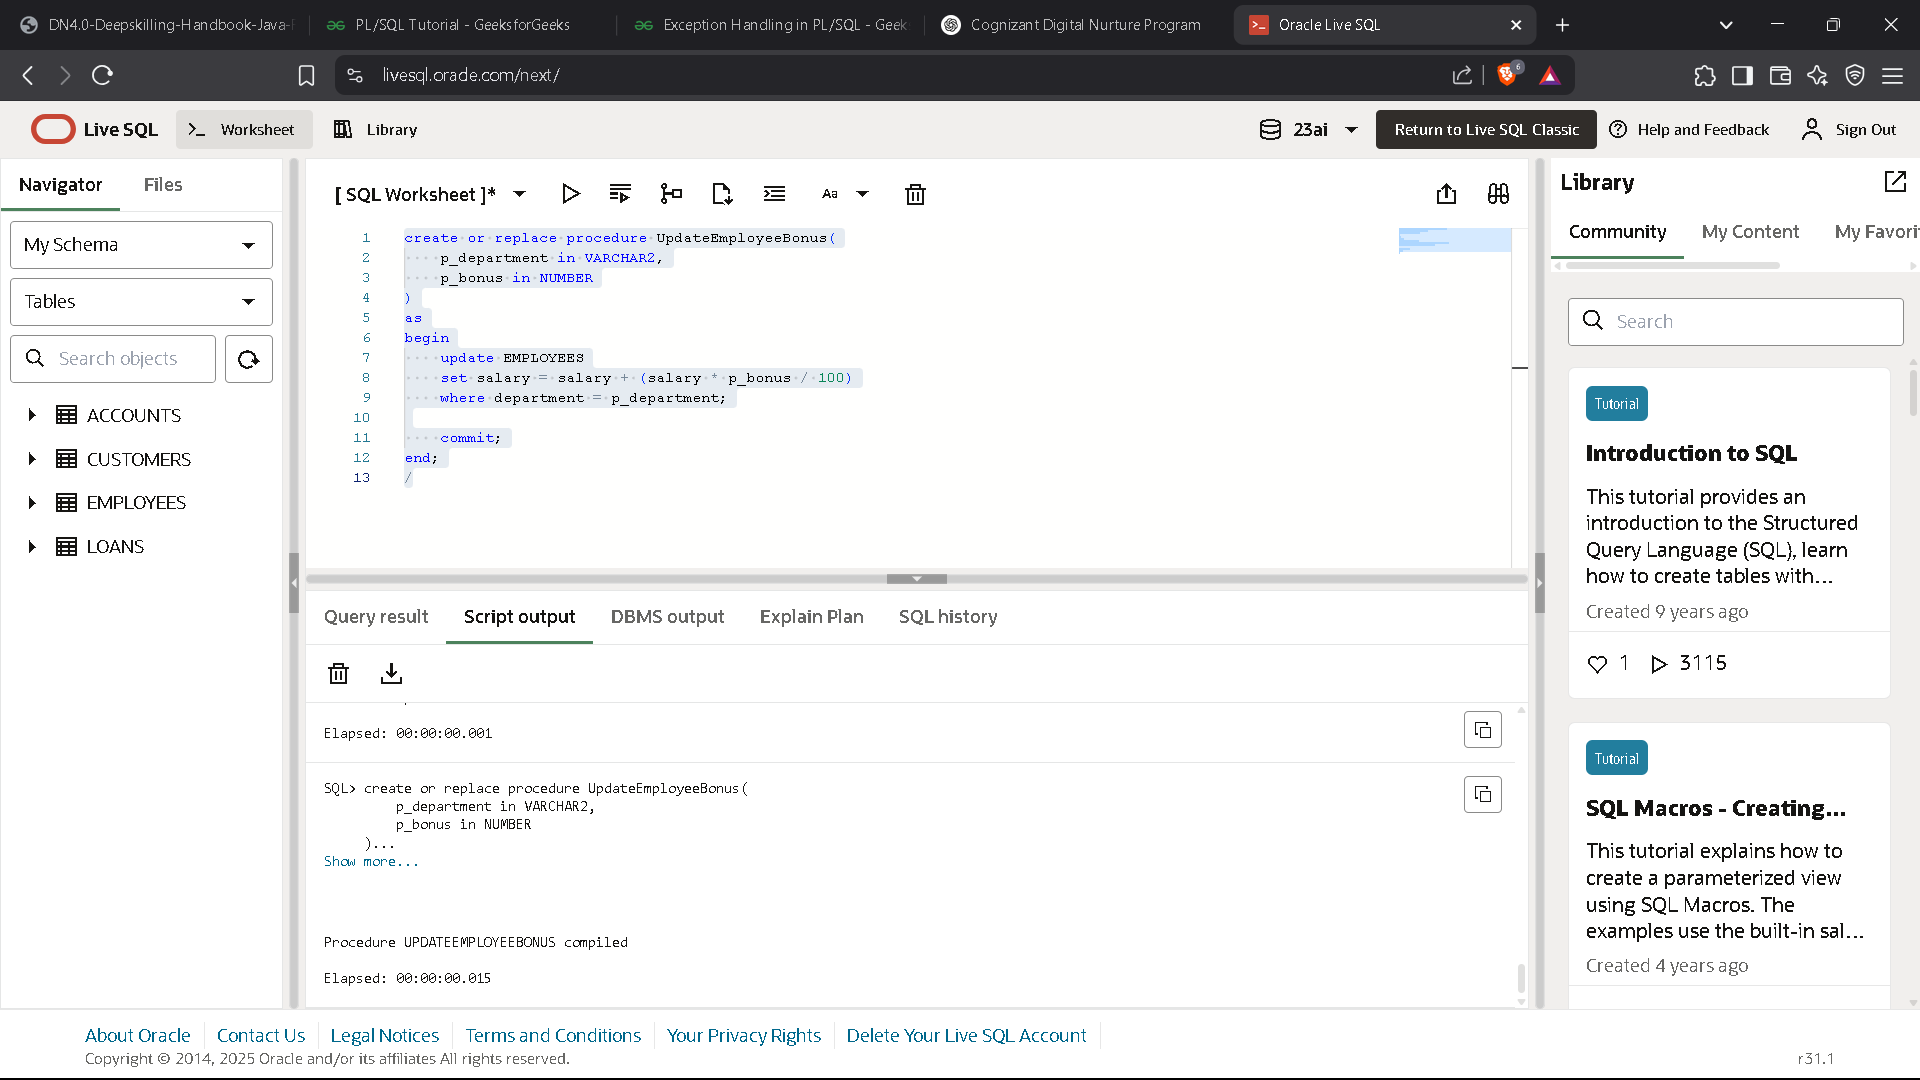 DN4.0-Deepskilling-Handbook-Java-F
PL/SQL Tutorial - GeeksforGeeks
Exception Handling in PL/SQL - Geek
Cognizant Digital Nurture Program
Oracle Live SQL
livesql.oracle.com/next/
6
Live SQL
Worksheet
Library
23ai
Return to Live SQL Classic
Help and Feedback
Sign Out
Navigator
Files
My Schema
Tables
Search objects
ACCOUNTS
CUSTOMERS
EMPLOYEES
LOANS
[ SQL Worksheet ]*
Aa
1 create or replace procedure UpdateEmployeeBonus(
2     p_department in VARCHAR2,
3     p_bonus in NUMBER
4 )
5 as
6 begin
7     update EMPLOYEES
8     set salary = salary + (salary * p_bonus / 100)
9     where department = p_department;
10
11     commit;
12 end;
13 /
Query result
Script output
DBMS output
Explain Plan
SQL history
Elapsed: 00:00:00.001
SQL> create or replace procedure UpdateEmployeeBonus(
p_department in VARCHAR2,
p_bonus in NUMBER
)...
Show more...
Procedure UPDATEEMPLOYEEBONUS compiled
Elapsed: 00:00:00.015
Library
Community
My Content
My Favori
Search
Tutorial
Introduction to SQL
This tutorial provides an
introduction to the Structured
Query Language (SQL), learn
how to create tables with...
Created 9 years ago
1
3115
Tutorial
SQL Macros - Creating...
This tutorial explains how to
create a parameterized view
using SQL Macros. The
examples use the built-in sal...
Created 4 years ago
About Oracle
Contact Us
Legal Notices
Terms and Conditions
Your Privacy Rights
Delete Your Live SQL Account
Copyright © 2014, 2025 Oracle and/or its affiliates All rights reserved.
r31.1